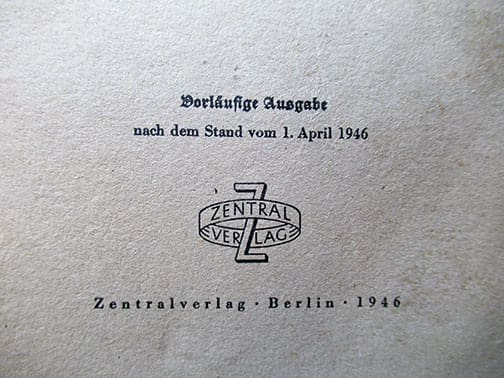 Vorläufige Ausgabe
nach dem Stand vom 1. April 1946
Z
ZENTRAL
VERLAG
Zentralverlag · Berlin · 1946